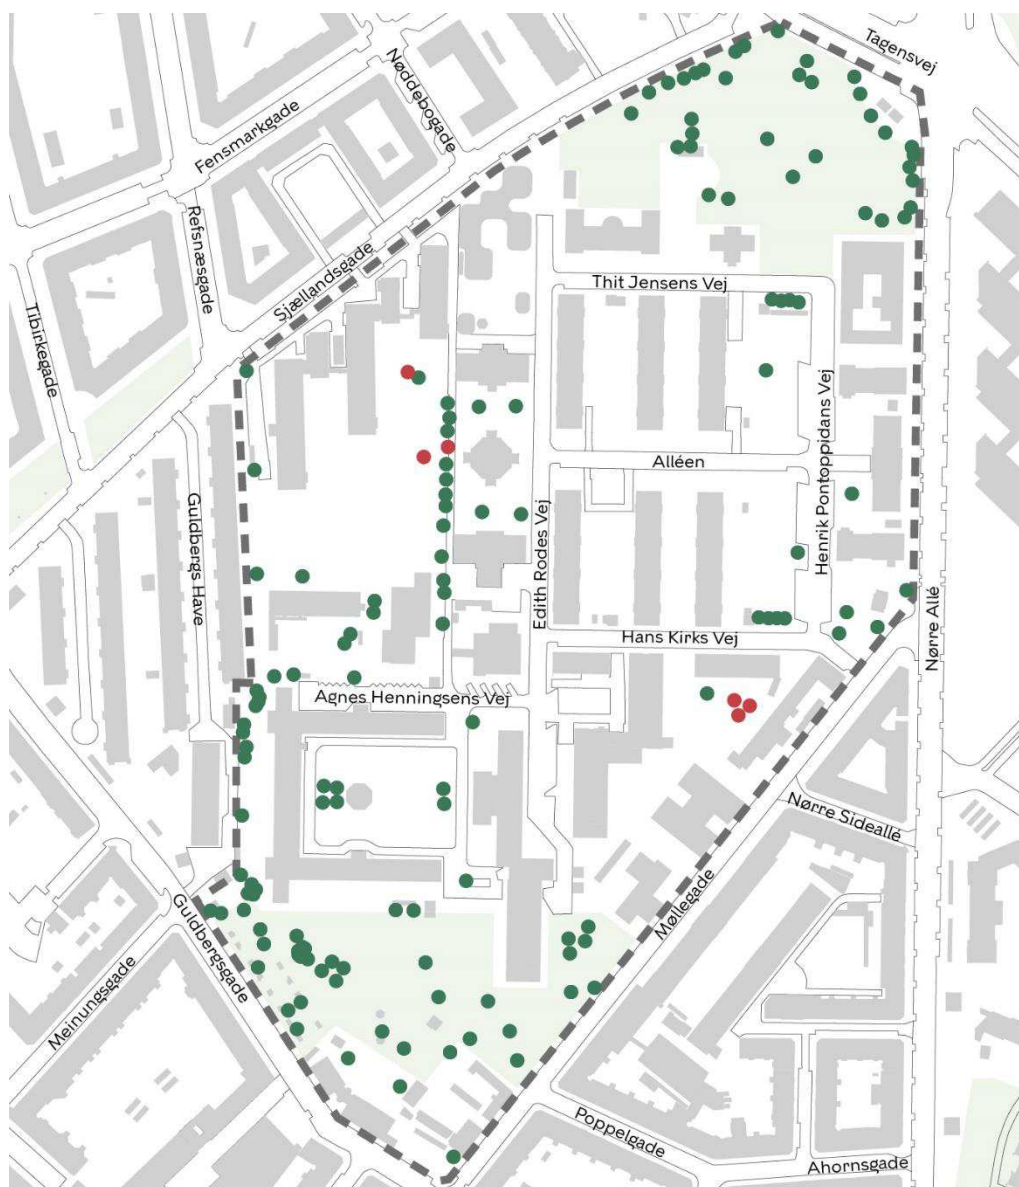 Tagensvej
Nøddebogade
Fensmarkgade
Refsnæsgade
Sjællandsgade
Tibirkegade
Thit Jensens Vej
Henrik Pontoppidans Vej
Alléen
Guldbergs Have
Edith Rodes Vej
Nørre Allé
Hans Kirks Vej
Agnes Henningsens Vej
Nørre Sideallé
Møllegade
Guldbergsgade
Meinungsgade
Poppelgade
Ahornsgade